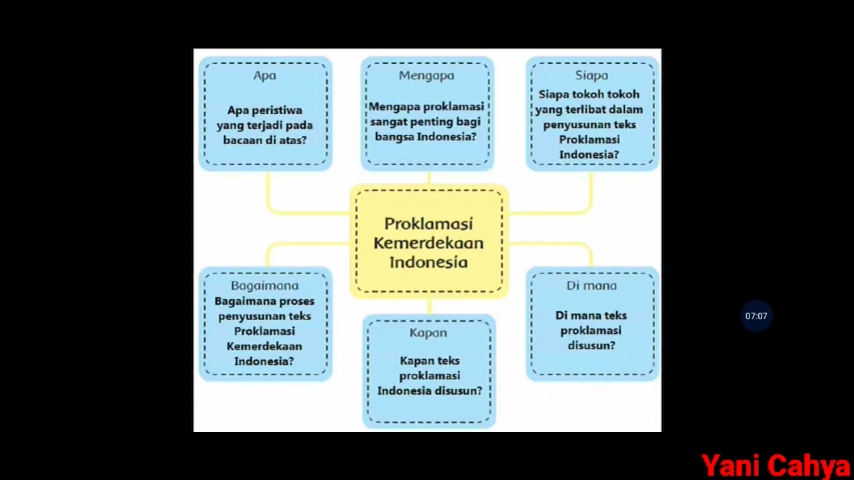 Apa
Apa peristiwa
yang terjadi pada
bacaan di atas?
Mengapa
Mengapa proklamasi
sangat penting bagi
bangsa Indonesia?
Siapa
Siapa tokoh tokoh
yang terlibat dalam
penyusunan teks
Proklamasi
Indonesia?
Proklamasi
Kemerdekaan
Indonesia
Bagaimana
Bagaimana proses
penyusunan teks
Proklamasi
Kemerdekaan
Indonesia?
Kapan
Kapan teks
proklamasi
Indonesia disusun?
Di mana
Di mana teks
proklamasi
disusun?
07:07
Yani Cahya